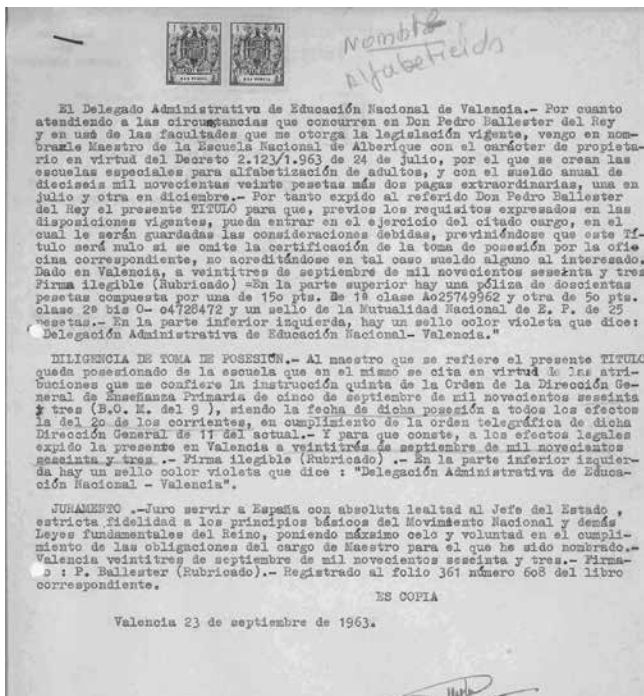 Nombra
Alfabetización
El Delegado Administrativo de Educación Nacional de Valencia.- Por cuanto
atendiendo a las circunstancias que concurren en Don Pedro Ballester del Rey
y en uso de las facultades que me otorga la legislación vigente, vengo en nom-
brarle Maestro de la Escuela Nacional de Alberique con el carácter de propieta-
rio en virtud del Decreto 2.123/1.963 de 24 de julio, por el que se crean las
escuelas especiales para alfabetización de adultos, y con el sueldo anual de
dieciseis mil novecientas veinte pesetas más dos pagas extraordinarias, una en
julio y otra en diciembre.- Por tanto expido al referido Don Pedro Ballester
del Rey el presente TITULO para que, previos los requisitos expresados en las
disposiciones vigentes, pueda entrar en el ejercicio del citado cargo, en el
cual le serán guardadas las consideraciones debidas, previniéndose que este Tí-
tulo será nulo si se omite la certificación de la toma de posesión por la ofie
cina correspondiente, no acreditándose en tal caso sueldo alguno al interesado.
Dado en Valencia, a veintitres de septiembre de mil novecientos seseinta y tres
Firma ilegible (Rubricado) =En la parte superior hay una póliza de doscientas
pesetas compuesta por una de 15o pts. De 1ª clase Ao25749962 y otra de 5o pts.
clase 2ª bis O- o4728472 y un sello de la Mutualidad Nacional de E. P. de 25
pesetas.- En la parte inferior izquierda, hay un sello color violeta que dice:
"Delegación Administrativa de Educación Nacional- Valencia."
DILIGENCIA DE TOMA DE POSESIÓN.- Al maestro que se refiere el presente TITULO
queda posesionado de la escuela que en el mismo se cita en virtud de las atri-
buciones que me confiere la instrucción quinta de la Orden de la Dirección Ge-
neral de Enseñanza Primaria de cinco de septiembre de mil novecientos seseinta
y tres (B.O. M. del 9 ), siendo la fecha de dicha posesión a todos los efectos
la del 2o de los corrientes, en cumplimiento de la orden telegráfica de dicha
Dirección General de 11 del actual.- Y para que conste, a los efectos legales
expido la presente en Valencia a veintitrés de septiembre de mil novecientos
seseinta y tres .- Firma ilegible (Rubricado) .- En la parte inferior izquier-
da hay un sello color violeta que dice : "Delegación Administrativa de Educa-
ción Nacional - Valencia".
JURAMENTO .-Juro servir a España con absoluta lealtad al Jefe del Estado ,
estricta fidelidad a los principios básicos del Movimiento Nacional y demás
Leyes fundamentales del Reino, poniendo máxsimo celo y voluntad en el cumpli-
miento de las obligaciones del cargo de Maestro para el que he sido nombrado.-
Valencia veintitres de septiembre de mil novecientos seseinta y tres.- Firma-
o : P. Ballester (Rubricado).- Registrado al folio 361 número 6o8 del libro
correspondiente.
ES COPIA
Valencia 23 de septiembre de 1963.